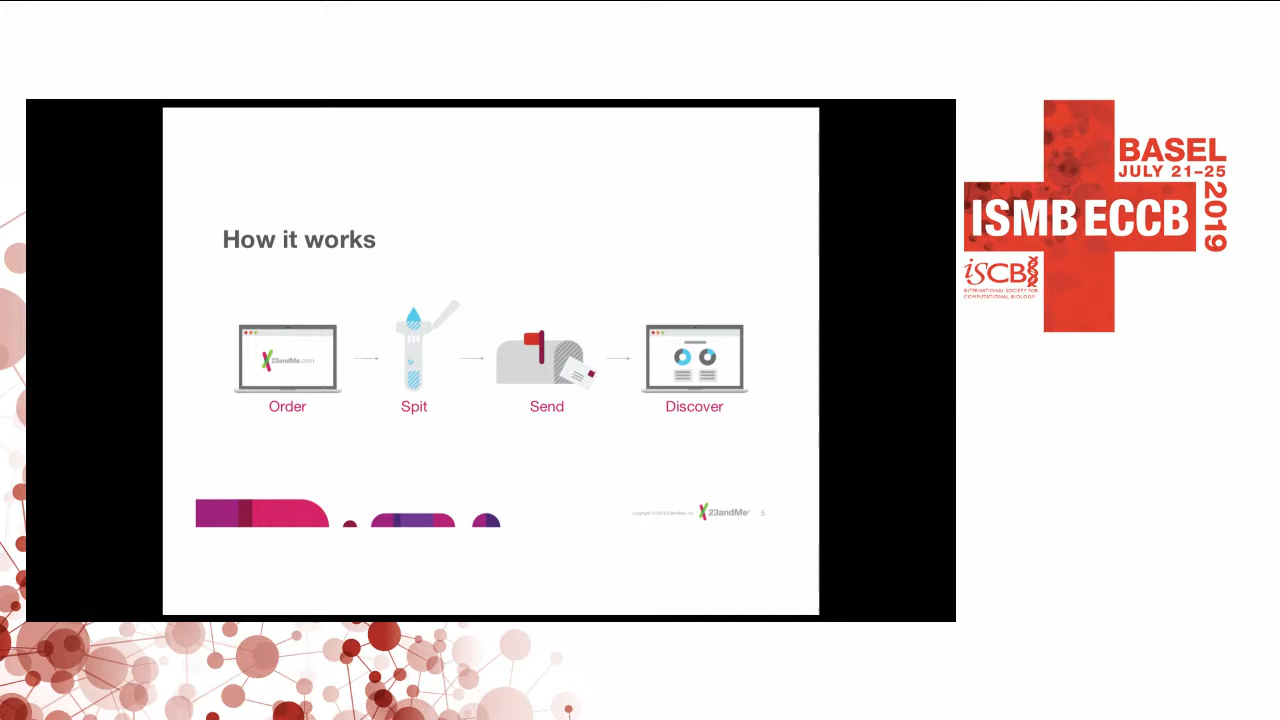 How it works
23andMe.com
Order
Spit
Send
Discover
23andMe
5
BASEL
JULY 21–25
2019
ISMB ECCB
iSCB
INTERNATIONAL SOCIETY FOR
COMPUTATIONAL BIOLOGY